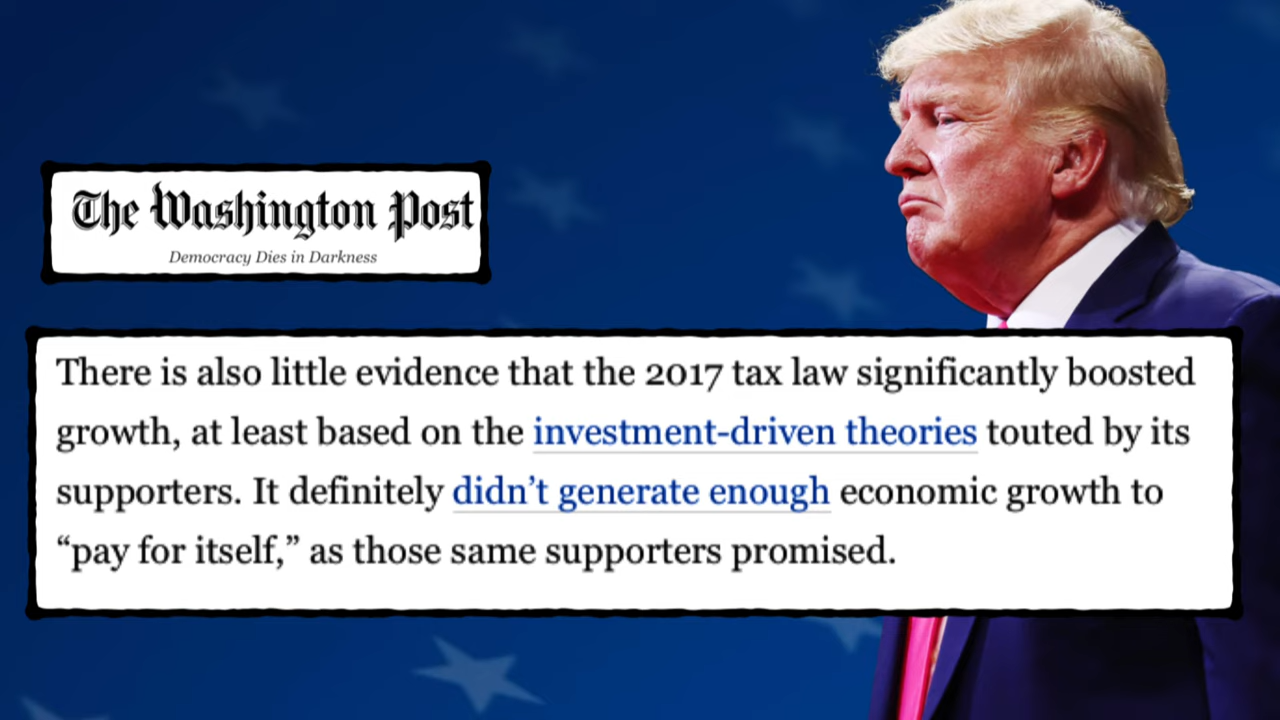 The Washington Post
Democracy Dies in Darkness
There is also little evidence that the 2017 tax law significantly boosted
growth, at least based on the investment-driven theories touted by its
supporters. It definitely didn’t generate enough economic growth to
“pay for itself,” as those same supporters promised.